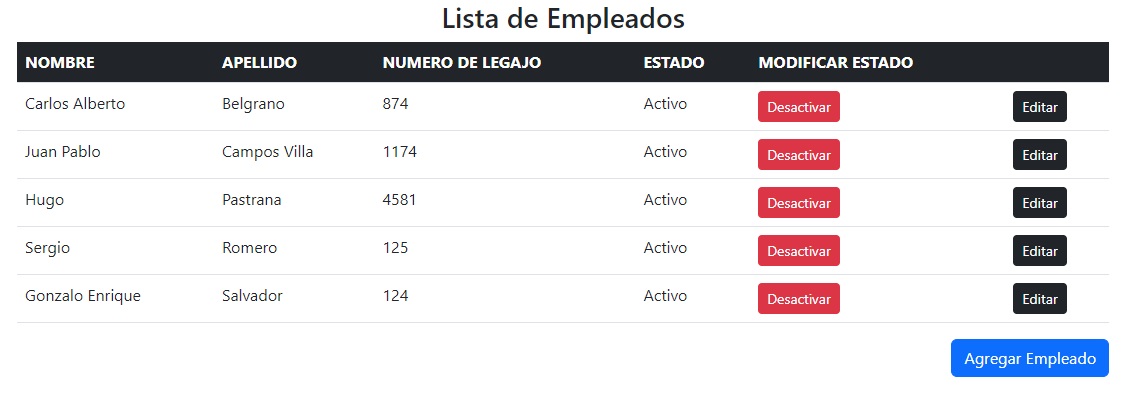 Lista de Empleados
NOMBRE APELLIDO NUMERO DE LEGAJO ESTADO MODIFICAR ESTADO
Carlos Alberto Belgrano 874 Activo Desactivar Editar
Juan Pablo Campos Villa 1174 Activo Desactivar Editar
Hugo Pastrana 4581 Activo Desactivar Editar
Sergio Romero 125 Activo Desactivar Editar
Gonzalo Enrique Salvador 124 Activo Desactivar Editar
Agregar Empleado